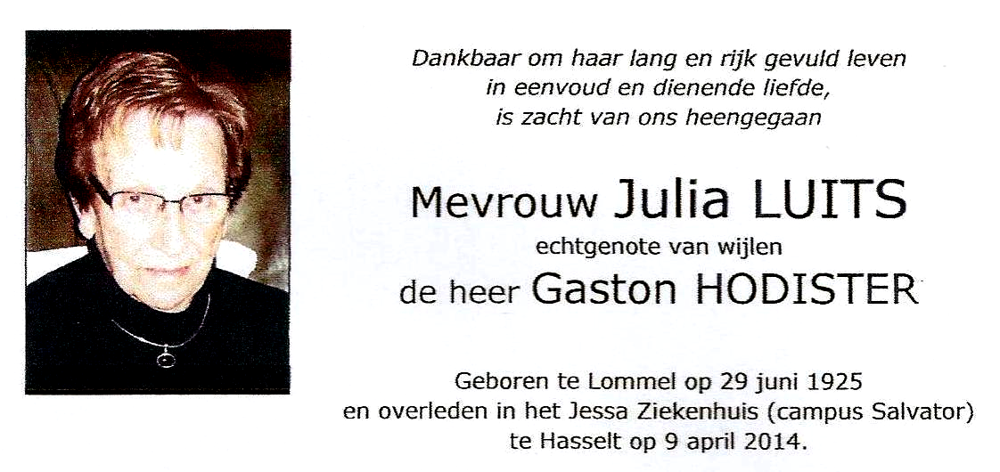 Dankbaar om haar lang en rijk gevuld leven
in eenvoud en dienende liefde,
is zacht van ons heengegaan
Mevrouw Julia LUITS
echtgenote van wijlen
de heer Gaston HODISTER
Geboren te Lommel op 29 juni 1925
en overleden in het Jessa Ziekenhuis (campus Salvator)
te Hasselt op 9 april 2014.